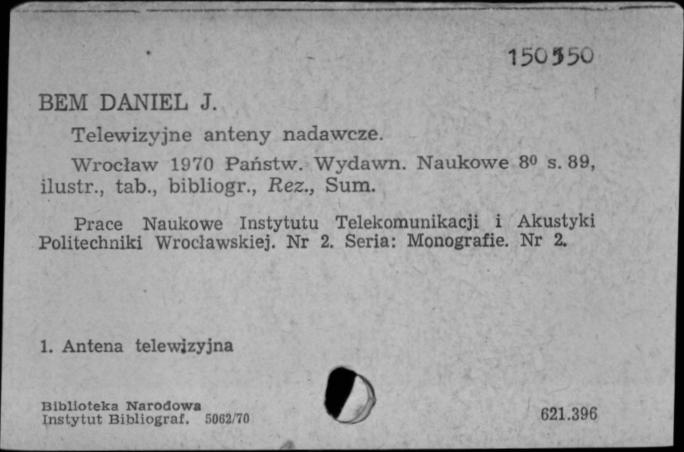 150550
BEM DANIEL J.
Telewizyjne anteny nadawcze.
Wrocław 1970 Państw. Wydawn. Naukowe 8⁰ s. 89,
ilustr., tab., bibliogr., Rez., Sum.
Prace Naukowe Instytutu Telekomunikacji i Akustyki
Politechniki Wrocławskiej. Nr 2. Seria: Monografie. Nr 2.
1. Antena telewizyjna
Biblioteka Narodowa
Instytut Bibliograf. 5062/70
621.396